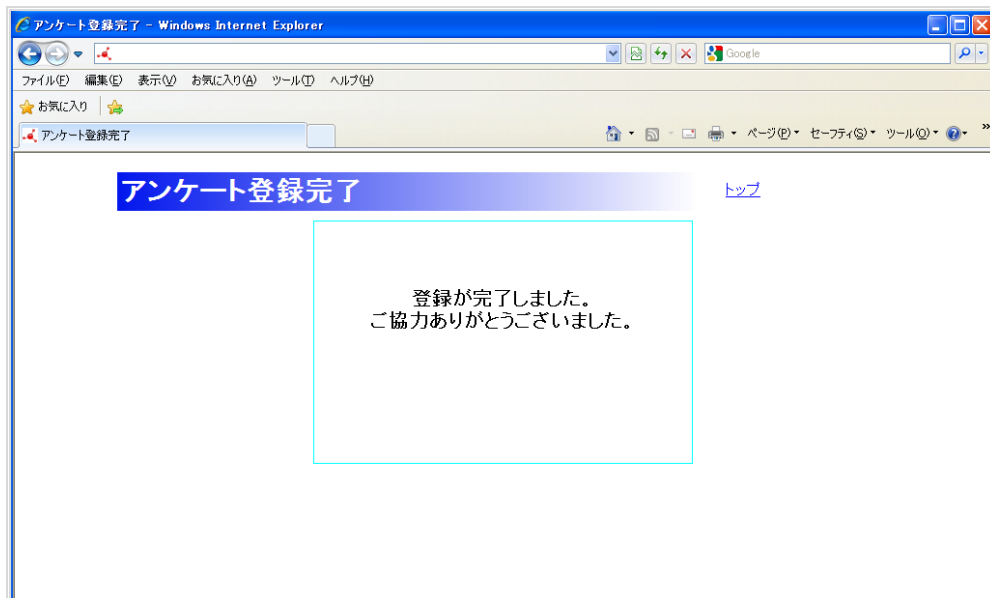 アンケート登録完了 - Windows Internet Explorer
Google
ファイル(F) 編集(E) 表示(V) お気に入り(A) ツール(T) ヘルプ(H)
お気に入り
アンケート登録完了
ページ(P) セーフティ(S) ツール(O) »
アンケート登録完了 トップ
登録が完了しました。
ご協力ありがとうございました。